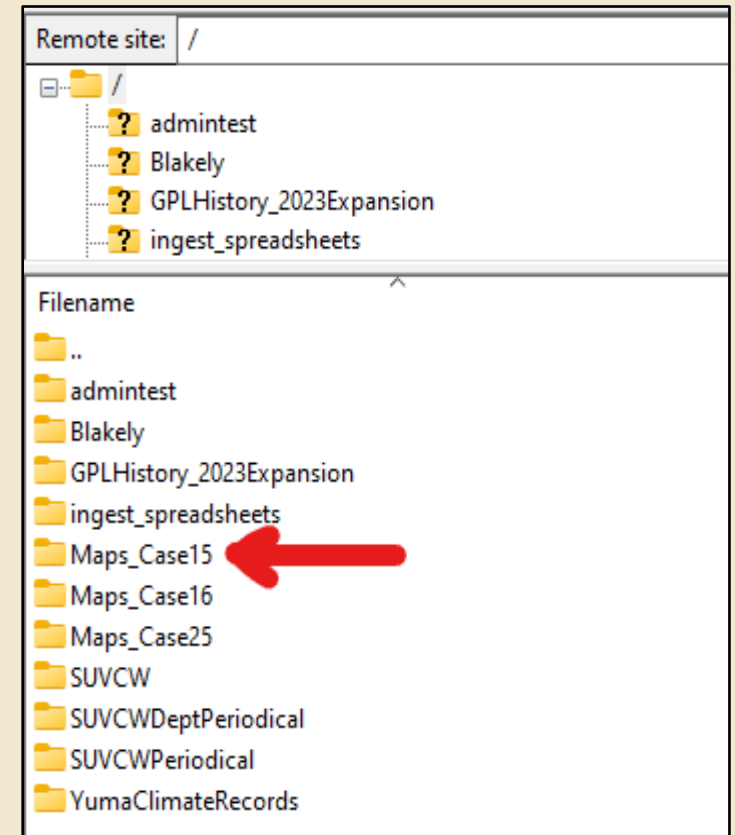 Remote site: /
/
? admintest
? Blakely
? GPLHistory_2023Expansion
? ingest_spreadsheets
Filename
..
admintest
Blakely
GPLHistory_2023Expansion
ingest_spreadsheets
Maps_Case15
Maps_Case16
Maps_Case25
SUVCW
SUVCWDeptPeriodical
SUVCWPeriodical
YumaClimateRecords